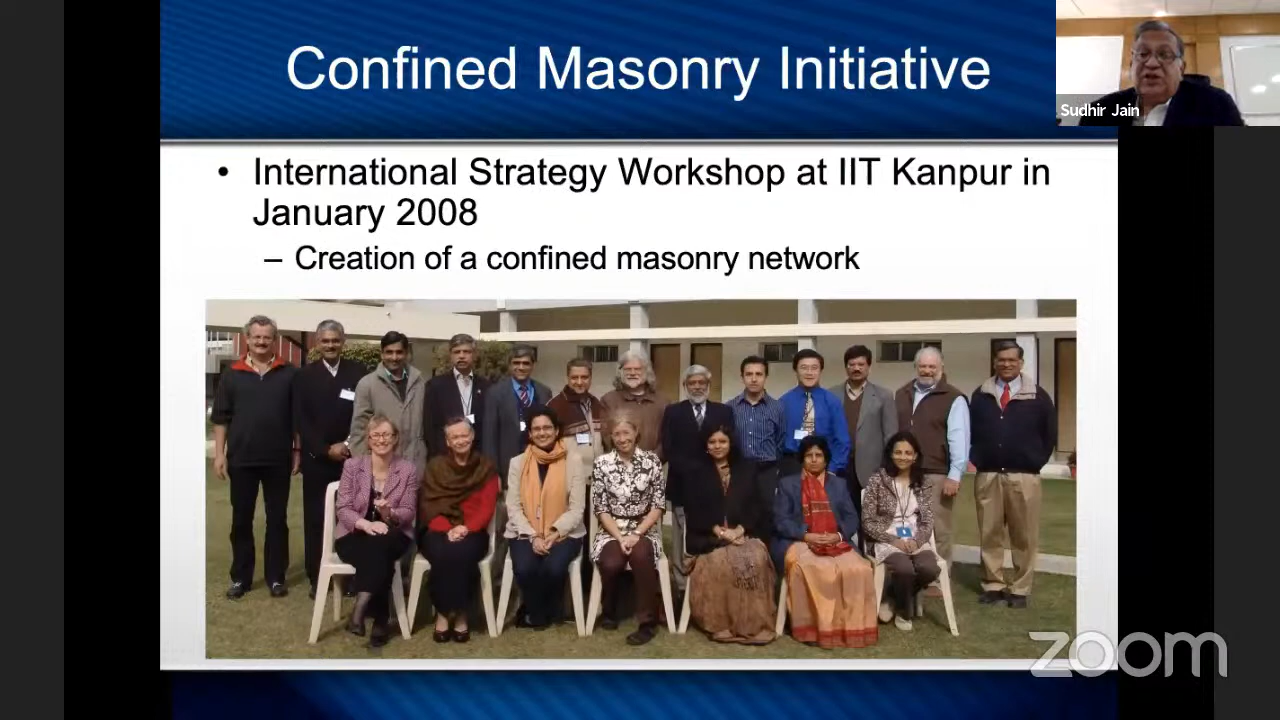 Confined Masonry Initiative
Sudhir Jain
• International Strategy Workshop at IIT Kanpur in
January 2008
– Creation of a confined masonry network
zoom